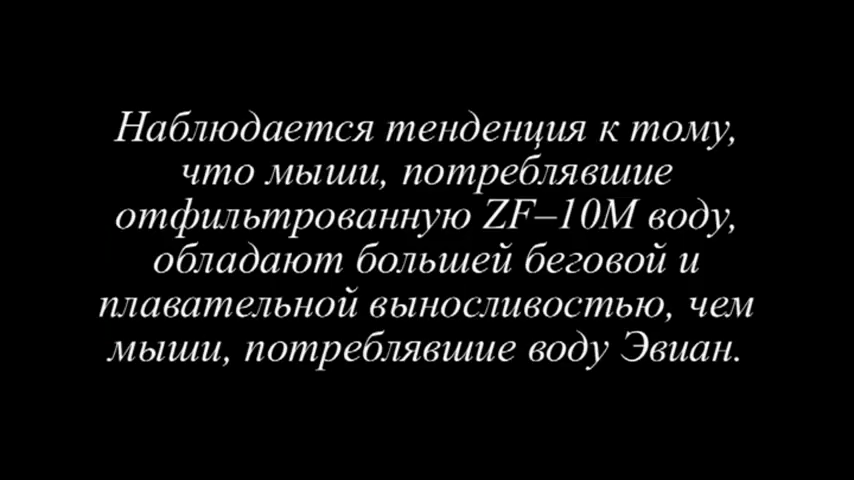 Наблюдается тенденция к тому,
что мыши, потреблявшие
отфильтрованную ZF–10M воду,
обладают большей беговой и
плавательной выносливостью, чем
мыши, потреблявшие воду Эвиан.